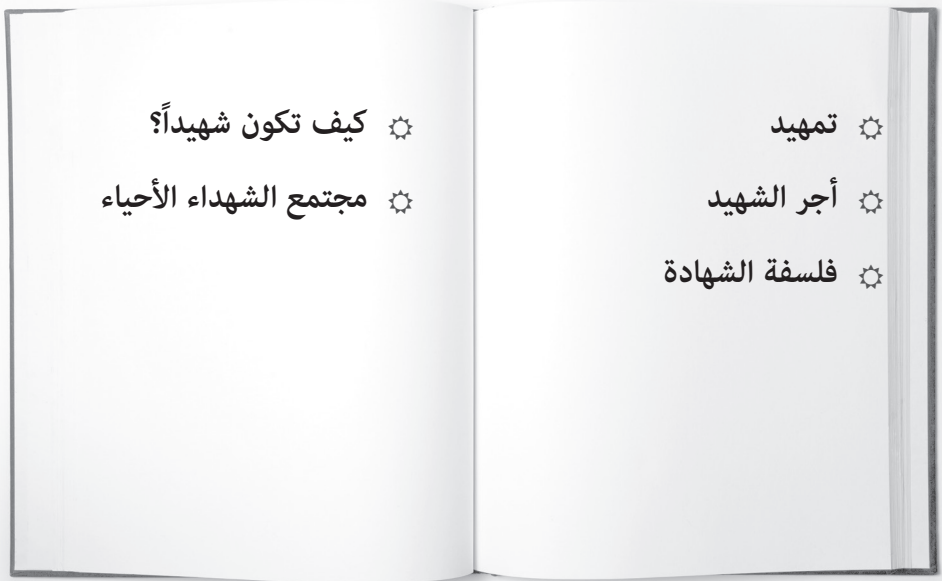 تمهيد
أجر الشهيد
فلسفة الشهادة
كيف تكون شهيداً؟
مجتمع الشهداء الأحياء